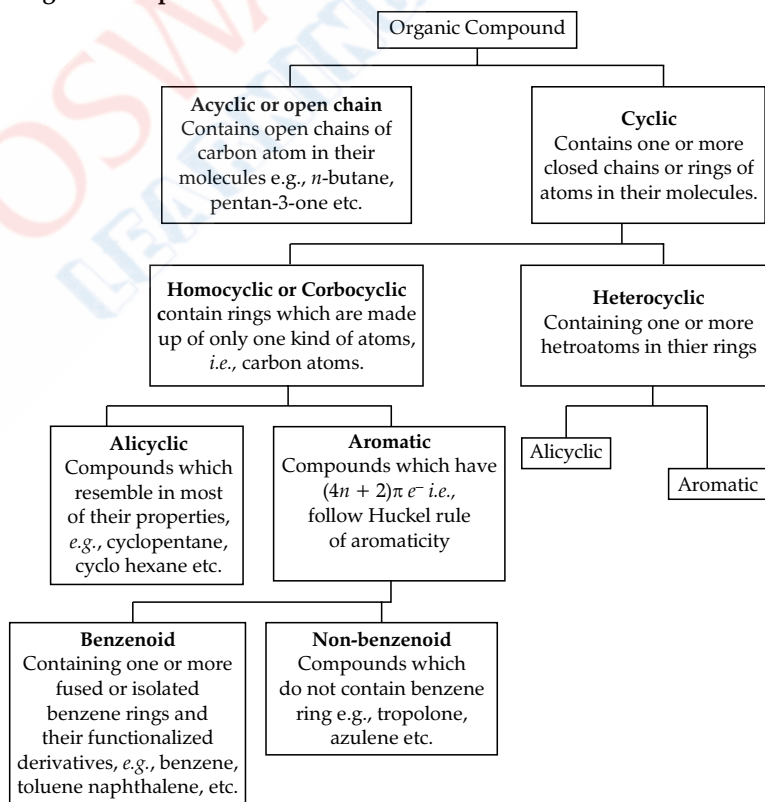 Organic Compound
Acyclic or open chain
Contains open chains of
carbon atom in their
molecules e.g., n-butane,
pentan-3-one etc.
Cyclic
Contains one or more
closed chains or rings of
atoms in their molecules.
Homocyclic or Corbocyclic
contain rings which are made
up of only one kind of atoms,
i.e., carbon atoms.
Heterocyclic
Containing one or more
hetroatoms in thier rings
Alicyclic
Compounds which
resemble in most
of their properties,
e.g., cyclopentane,
cyclo hexane etc.
Aromatic
Compounds which have
(4n + 2)π e⁻ i.e.,
follow Huckel rule
of aromaticity
Alicyclic
Aromatic
Benzenoid
Containing one or more
fused or isolated
benzene rings and
their functionalized
derivatives, e.g., benzene,
toluene naphthalene, etc.
Non-benzenoid
Compounds which
do not contain benzene
ring e.g., tropolone,
azulene etc.